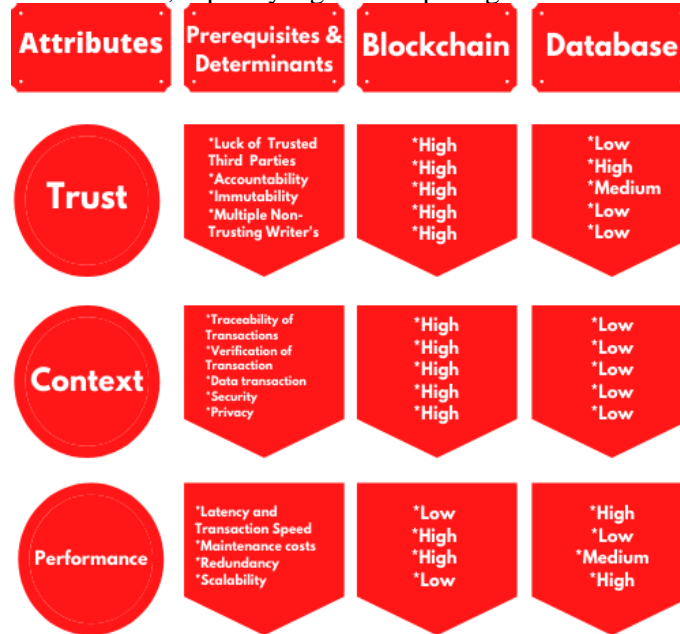 Attributes
Prerequisites &
Determinants
Blockchain
Database
Trust
*Luck of Trusted
Third Parties
*Accountability
*Immutability
*Multiple Non-
Trusting Writer's
*High
*High
*High
*High
*High
*Low
*High
*Medium
*Low
*Low
Context
*Traceability of
Transactions
*Verification of
Transaction
*Data transaction
*Security
*Privacy
*High
*High
*High
*High
*High
*Low
*Low
*Low
*Low
*Low
Performance
*Latency and
Transaction Speed
*Maintenance costs
*Redundancy
*Scalability
*Low
*High
*High
*Low
*High
*Low
*Medium
*High